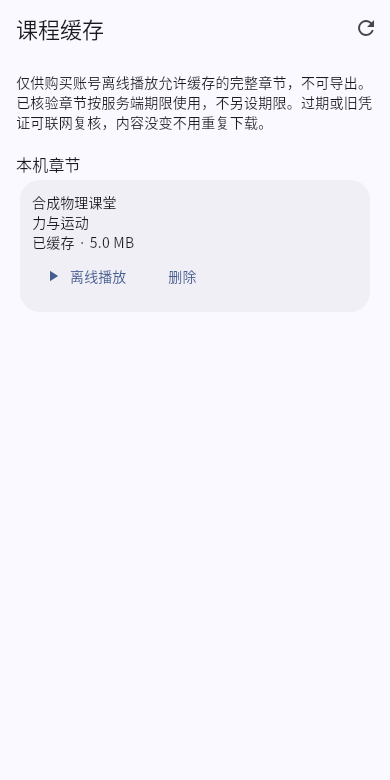 课程缓存
仅供购买账号离线播放允许缓存的完整章节，不可导出。
已核验章节按服务端期限使用，不另设期限。过期或旧凭
证可联网复核，内容没变不用重复下载。
本机章节
合成物理课堂
力与运动
已缓存 · 5.0 MB
离线播放 删除